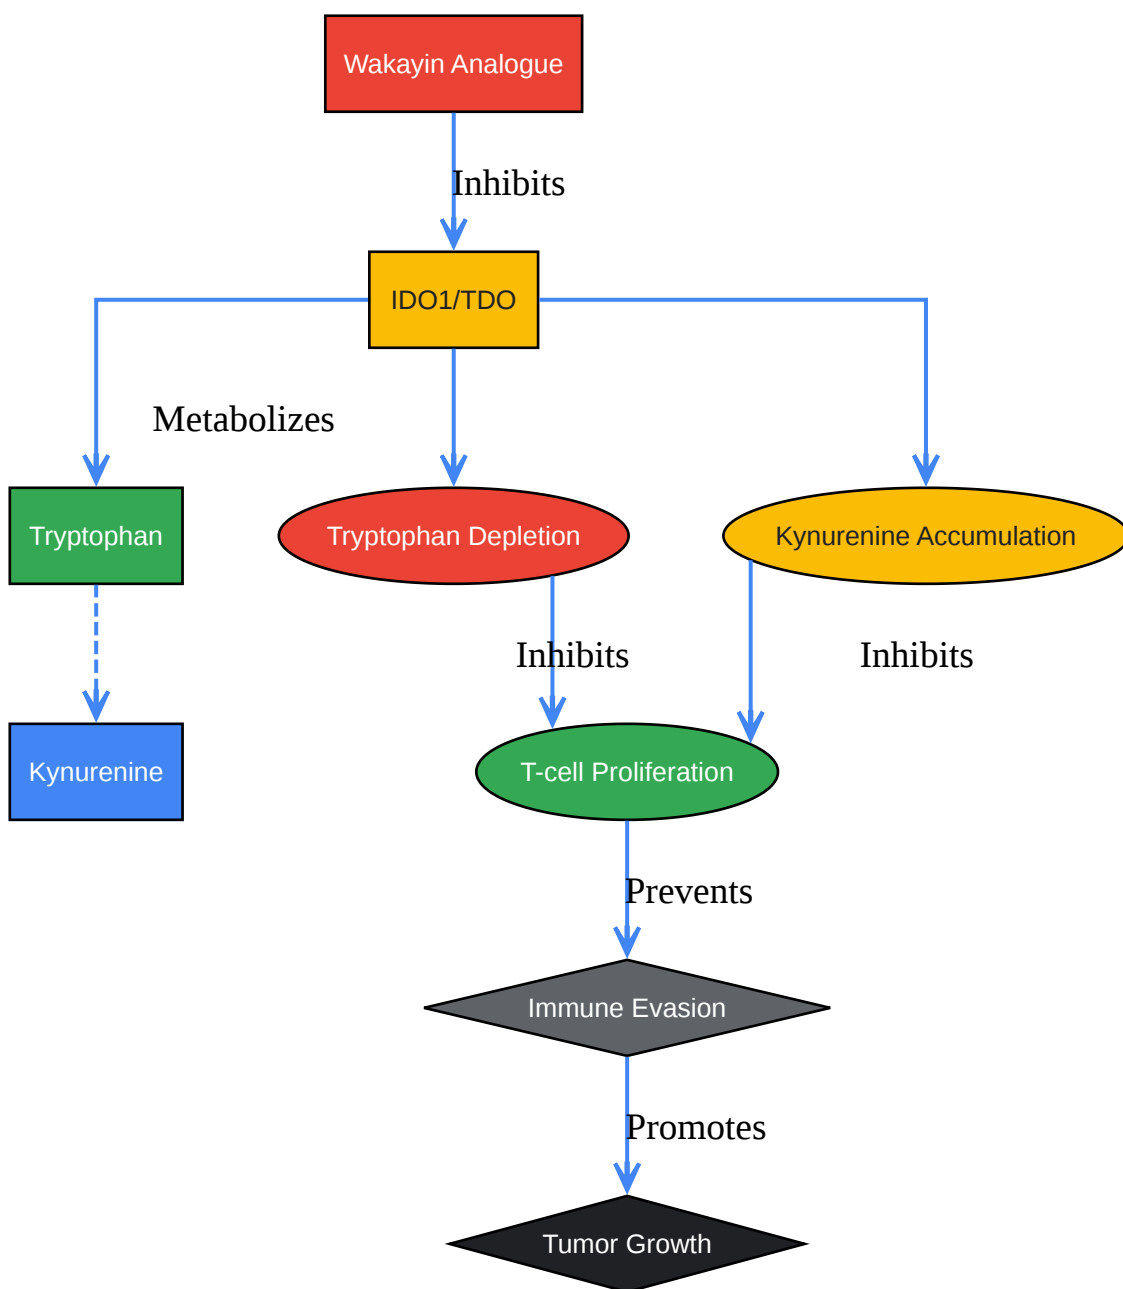 Wakayin Analogue
Inhibits
IDO1/TDO
Metabolizes
Tryptophan
Tryptophan Depletion
Kynurenine Accumulation
Inhibits
Inhibits
Kynurenine
T-cell Proliferation
Prevents
Immune Evasion
Promotes
Tumor Growth